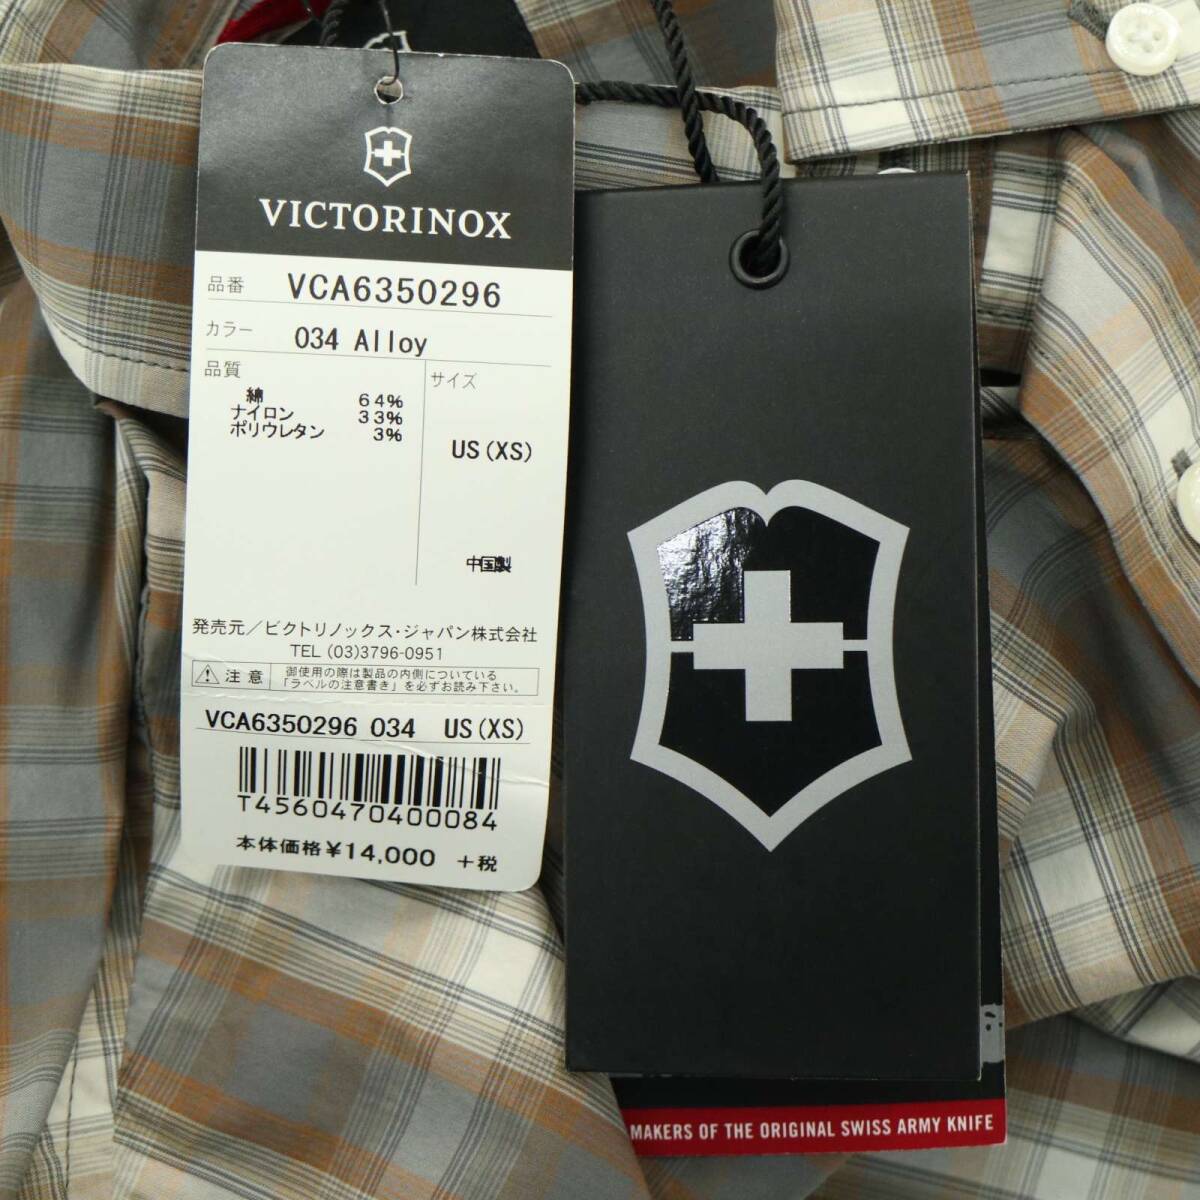 VICTORINOX
品番 VCA6350296
カラー 034 Alloy
品質
綿 64%
ナイロン 33%
ポリウレタン 3%
サイズ
US(XS)
中国製
発売元／ビクトリノックス・ジャパン株式会社
TEL (03)3796-0951
注意
御使用の際は製品の内側についている
「ラベルの注意書き」を必ずお読み下さい。
VCA6350296 034 US(XS)
T4560470400084
本体価格¥14,000 +税
MAKERS OF THE ORIGINAL SWISS ARMY KNIFE